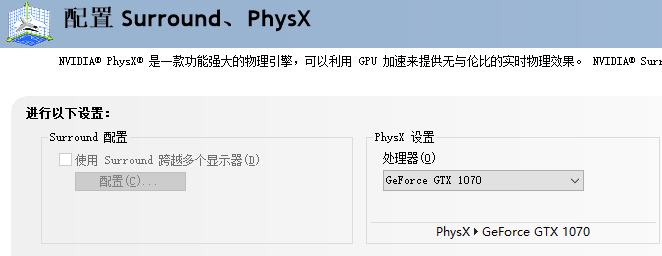 配置 Surround、PhysX
NVIDIA® PhysX® 是一款功能强大的物理引擎，可以利用 GPU 加速来提供无与伦比的实时物理效果。 NVIDIA® Surr
进行以下设置：
Surround 配置
使用 Surround 跨越多个显示器(D)
配置(C)...
PhysX 设置
处理器(O)
GeForce GTX 1070
PhysX GeForce GTX 1070